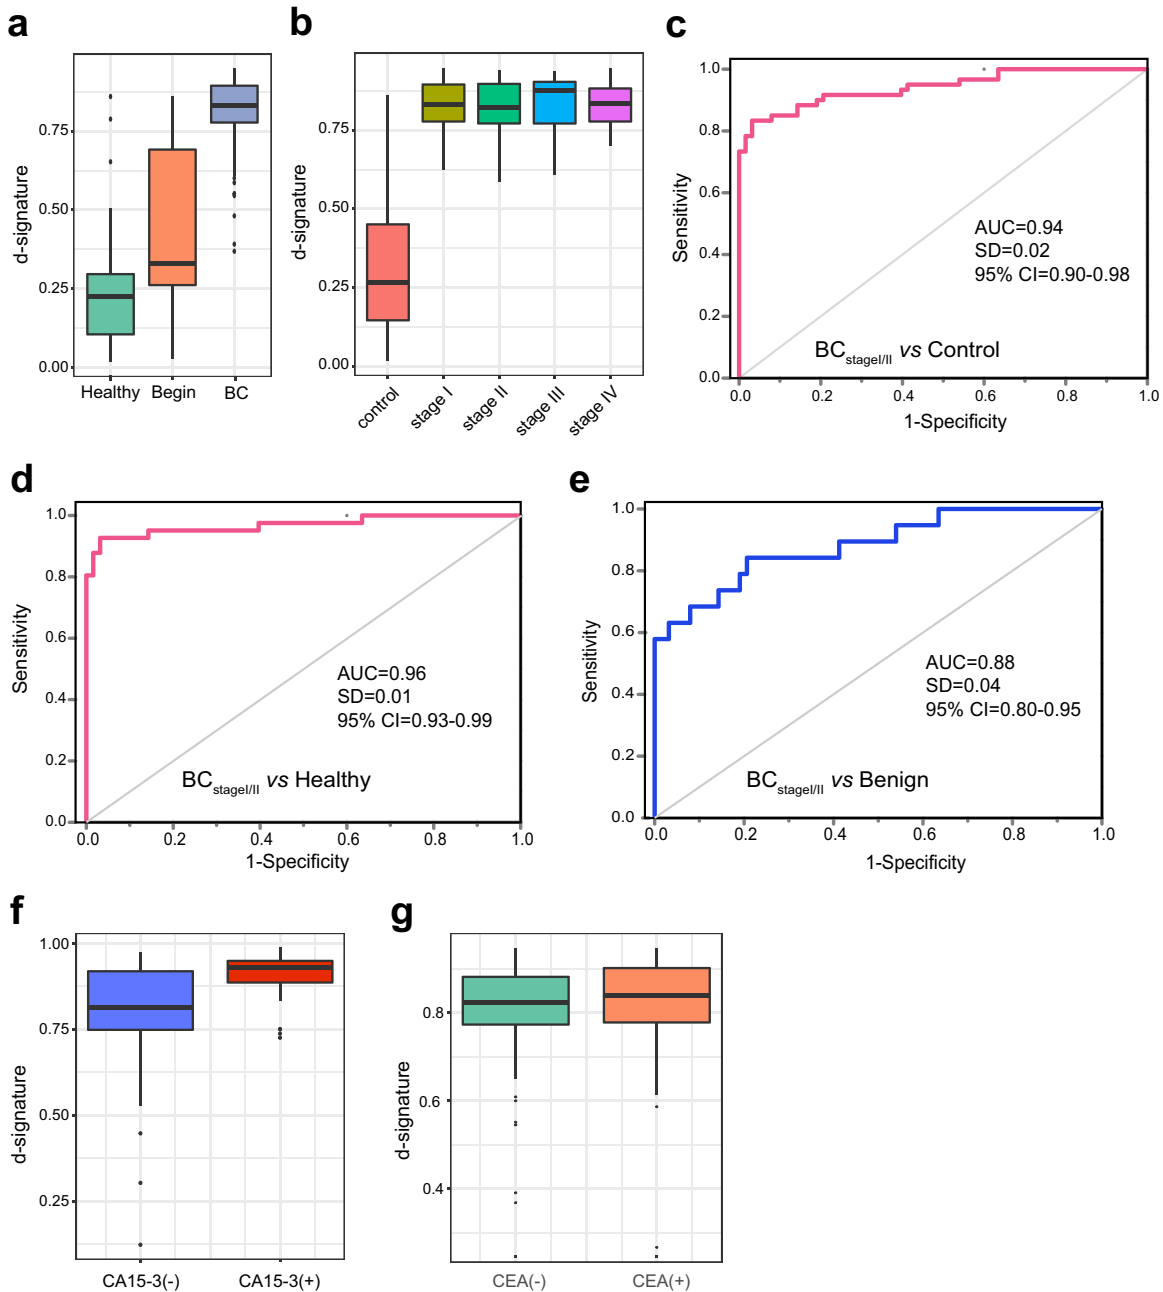 a
d-signature
0.75
0.50
0.25
0.00
Healthy
Begin
BC
b
d-signature
0.75
0.50
0.25
0.00
control
stage I
stage II
stage III
stage IV
c
Sensitivity
1.0
0.8
0.6
0.4
0.2
0.0
AUC=0.94
SD=0.02
95% CI=0.90-0.98
BCstageI/II vs Control
0.0
0.2
0.4
0.6
0.8
1.0
1-Specificity
d
Sensitivity
1.0
0.8
0.6
0.4
0.2
0.0
AUC=0.96
SD=0.01
95% CI=0.93-0.99
BCstageI/II vs Healthy
0.0
0.2
0.4
0.6
0.8
1.0
1-Specificity
e
Sensitivity
1.0
0.8
0.6
0.4
0.2
0.0
AUC=0.88
SD=0.04
95% CI=0.80-0.95
BCstageI/II vs Benign
0.0
0.2
0.4
0.6
0.8
1.0
1-Specificity
f
d-signature
1.00
0.75
0.50
0.25
CA15-3(-)
CA15-3(+)
g
d-signature
0.8
0.6
0.4
CEA(-)
CEA(+)